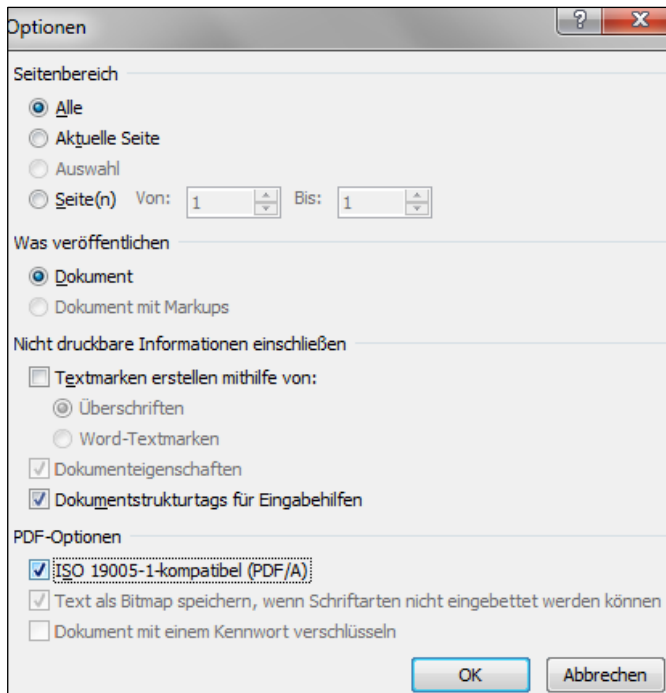 Optionen
Seitenbereich
Alle
Aktuelle Seite
Auswahl
Seite(n) Von: 1 Bis: 1
Was veröffentlichen
Dokument
Dokument mit Markups
Nicht druckbare Informationen einschließen
Textmarken erstellen mithilfe von:
Überschriften
Word-Textmarken
Dokumenteigenschaften
Dokumentstrukturtags für Eingabehilfen
PDF-Optionen
ISO 19005-1-kompatibel (PDF/A)
Text als Bitmap speichern, wenn Schriftarten nicht eingebettet werden können
Dokument mit einem Kennwort verschlüsseln
OK Abbrechen